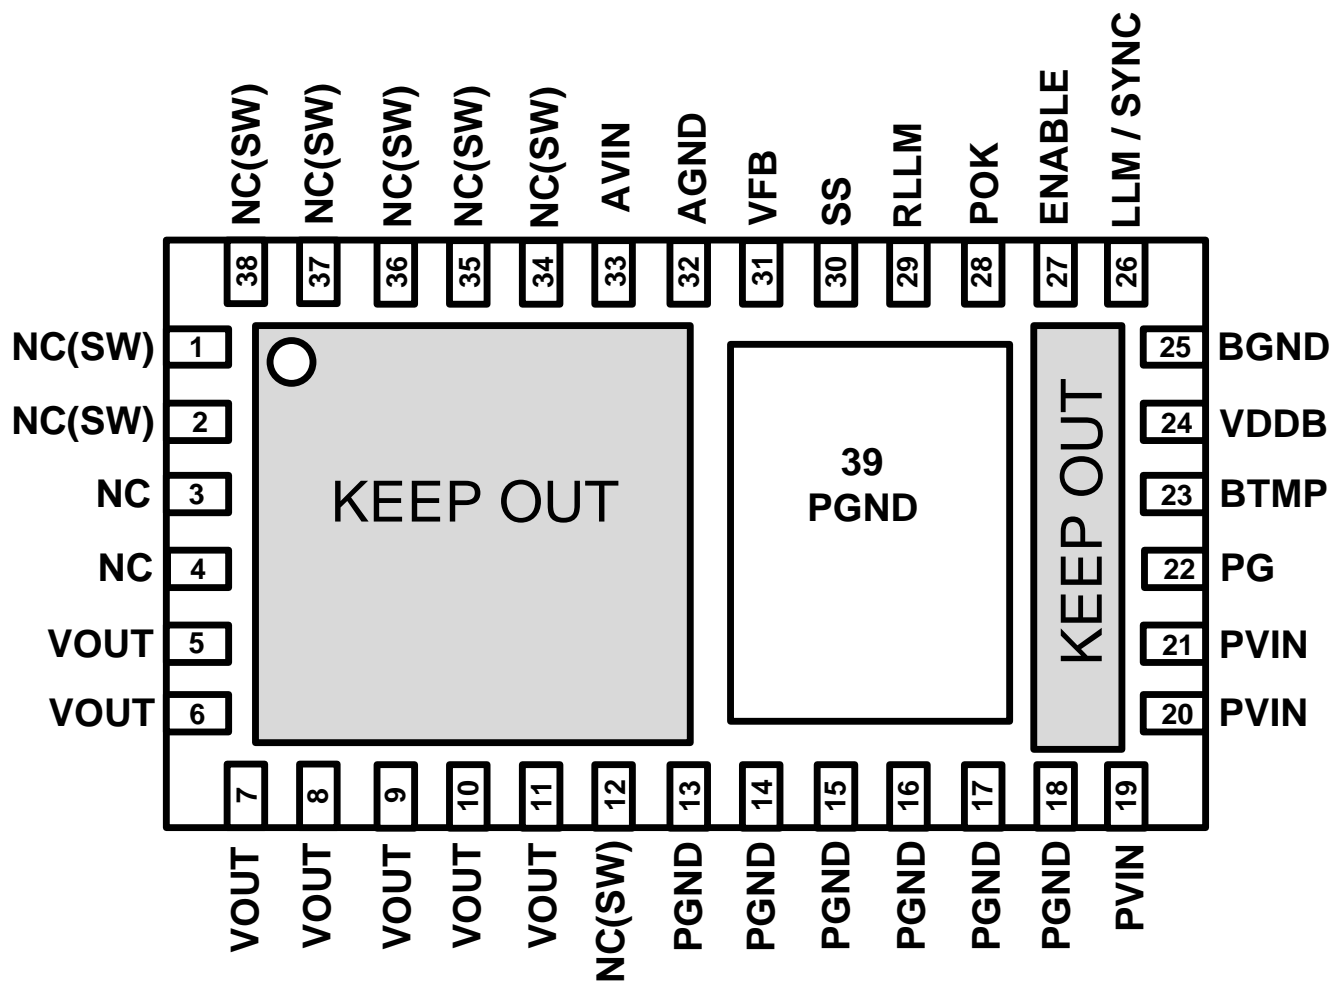 NC(SW)
NC(SW)
NC(SW)
NC(SW)
NC(SW)
AVIN
AGND
VFB
SS
RLLM
POK
ENABLE
LLM / SYNC
38
37
36
35
34
33
32
31
30
29
28
27
26
NC(SW)
1
NC(SW)
2
NC
3
NC
4
VOUT
5
VOUT
6
KEEP OUT
39
PGND
KEEP OUT
25
BGND
24
VDDB
23
BTMP
22
PG
21
PVIN
20
PVIN
7
8
9
10
11
12
13
14
15
16
17
18
19
VOUT
VOUT
VOUT
VOUT
VOUT
NC(SW)
PGND
PGND
PGND
PGND
PGND
PGND
PVIN